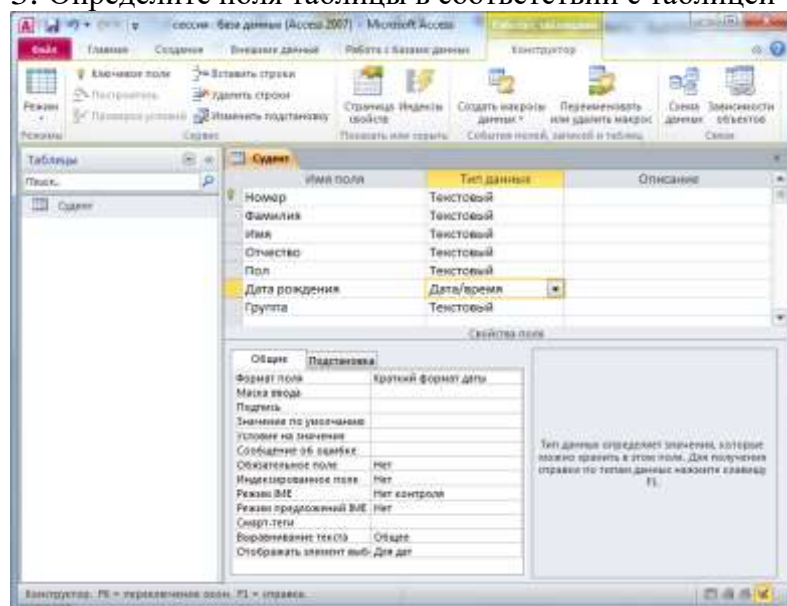 5. Определите поля таблицы в соответствии с таблицей
сессия : база данных (Access 2007) - Microsoft Access
Файл Главная Создание Внешние данные Работа с базами данных Конструктор
Режим
Режимы
Ключевое поле
Построитель
Проверка условий
Вставить строки
Удалить строки
Изменить подстановку
Сервис
Страница свойств
Индексы
Показать или скрыть
Создать макросы данных
Переименовать или удалить макрос
События полей, записей и таблиц
Схема данных
Зависимости объектов
Связи
Таблицы
Поиск...
Судент
Судент
Имя поля Тип данных Описание
Номер Текстовый
Фамилия Текстовый
Имя Текстовый
Отчество Текстовый
Пол Текстовый
Дата рождения Дата/время
Группа Текстовый
Свойства поля
Общие Подстановка
Формат поля Краткий формат даты
Маска ввода
Подпись
Значение по умолчанию
Условие на значение
Сообщение об ошибке
Обязательное поле Нет
Индексированное поле Нет
Режим IME Нет контроля
Режим предложений IME Нет
Смарт-теги
Выравнивание текста Общее
Отображать элемент выб Для дат
Тип данных определяет значения, которые
можно хранить в этом поле. Для получения
справки по типам данных нажмите клавишу
F1.
Конструктор. F6 = переключение окон. F1 = справка.